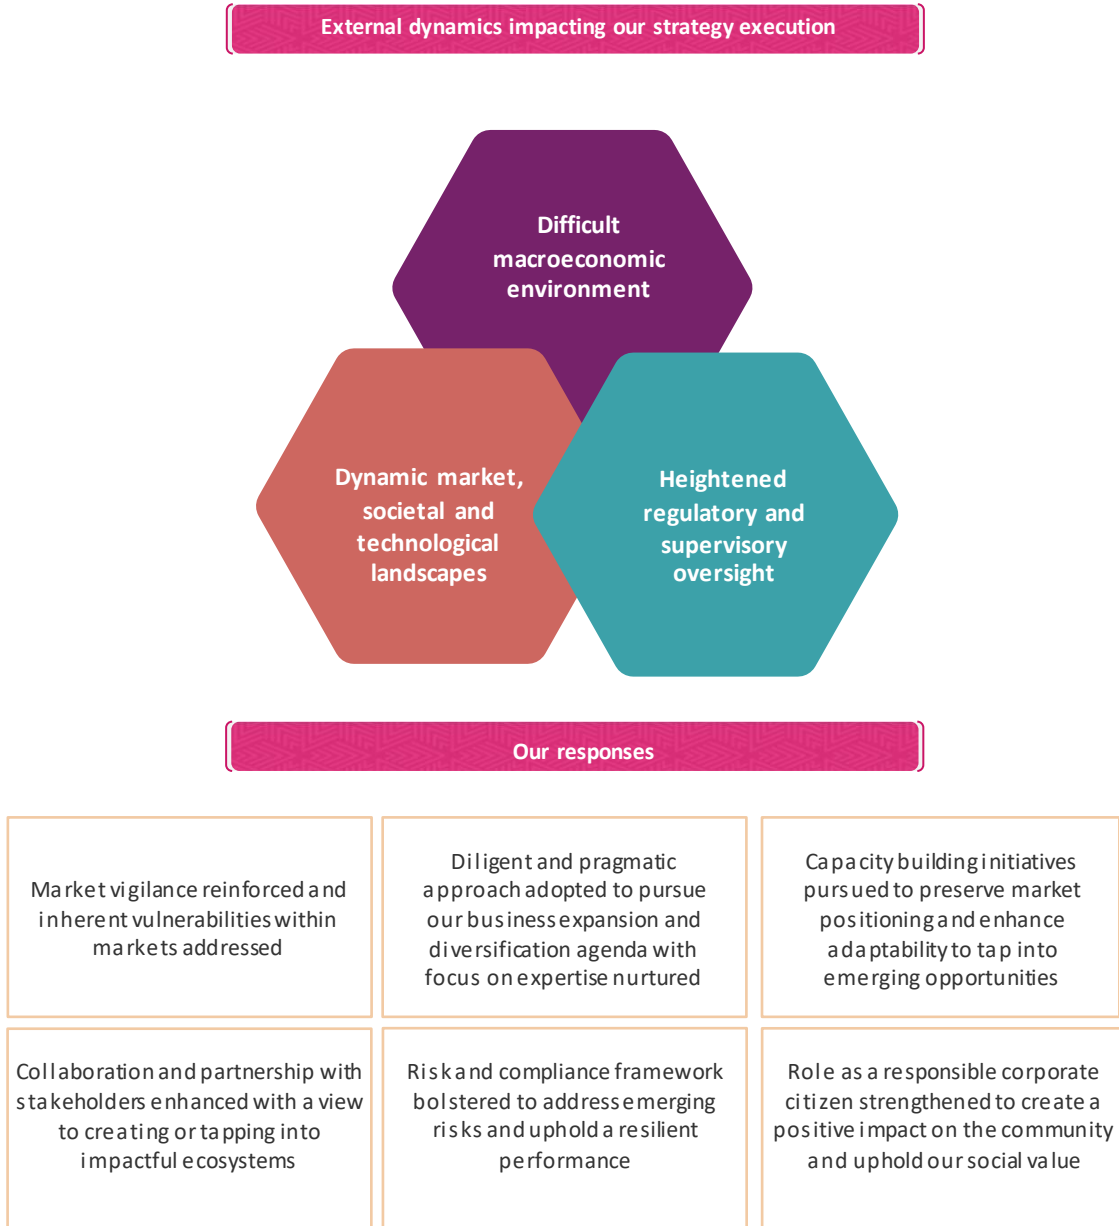 External dynamics impacting our strategy execution
Difficult
macroeconomic
environment
Dynamic market,
societal and
technological
landscapes
Heightened
regulatory and
supervisory
oversight
Our responses
Market vigilance reinforced and
inherent vulnerabilities within
markets addressed
Diligent and pragmatic
approach adopted to pursue
our business expansion and
diversification agenda with
focus on expertise nurtured
Capacity building initiatives
pursued to preserve market
positioning and enhance
adaptability to tap into
emerging opportunities
Collaboration and partnership with
stakeholders enhanced with a view
to creating or tapping into
impactful ecosystems
Risk and compliance framework
bolstered to address emerging
risks and uphold a resilient
performance
Role as a responsible corporate
citizen strengthened to create a
positive impact on the community
and uphold our social value